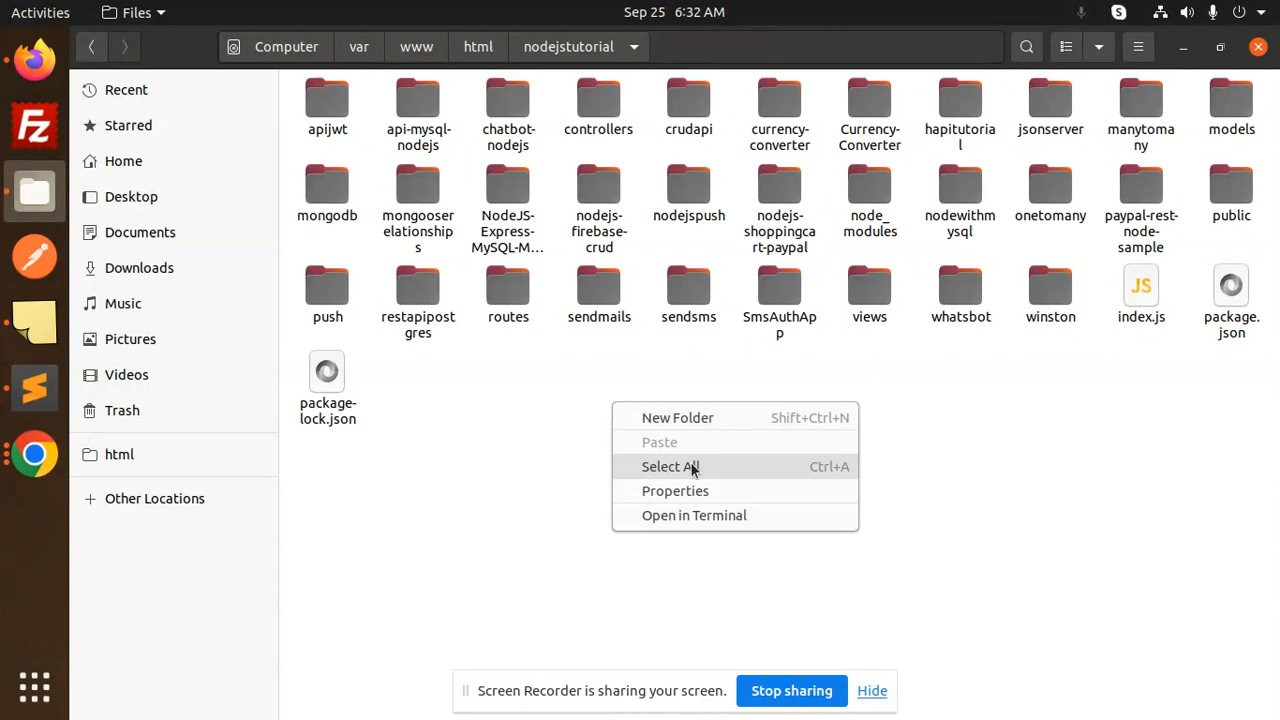 Activities
Files
Sep 25 6:32 AM
Computer
var
www
html
nodejstutorial
Recent
Starred
Home
Desktop
Documents
Downloads
Music
Pictures
Videos
Trash
html
Other Locations
apijwt
api-mysql-
nodejs
chatbot-
nodejs
controllers
crudapi
currency-
converter
Currency-
Converter
hapitutoria
l
jsonserver
manytoma
ny
models
mongodb
mongooser
elationship
s
NodeJS-
Express-
MySQL-M...
nodejs-
firebase-
crud
nodejspush
nodejs-
shoppingca
rt-paypal
node_
modules
nodewithm
ysql
onetomany
paypal-rest-
node-
sample
public
push
restapipost
gres
routes
sendmails
sendsms
SmsAuthAp
p
views
whatsbot
winston
JS
index.js
package.
json
package-
lock.json
New Folder Shift+Ctrl+N
Paste
Select All Ctrl+A
Properties
Open in Terminal
Screen Recorder is sharing your screen.
Stop sharing
Hide